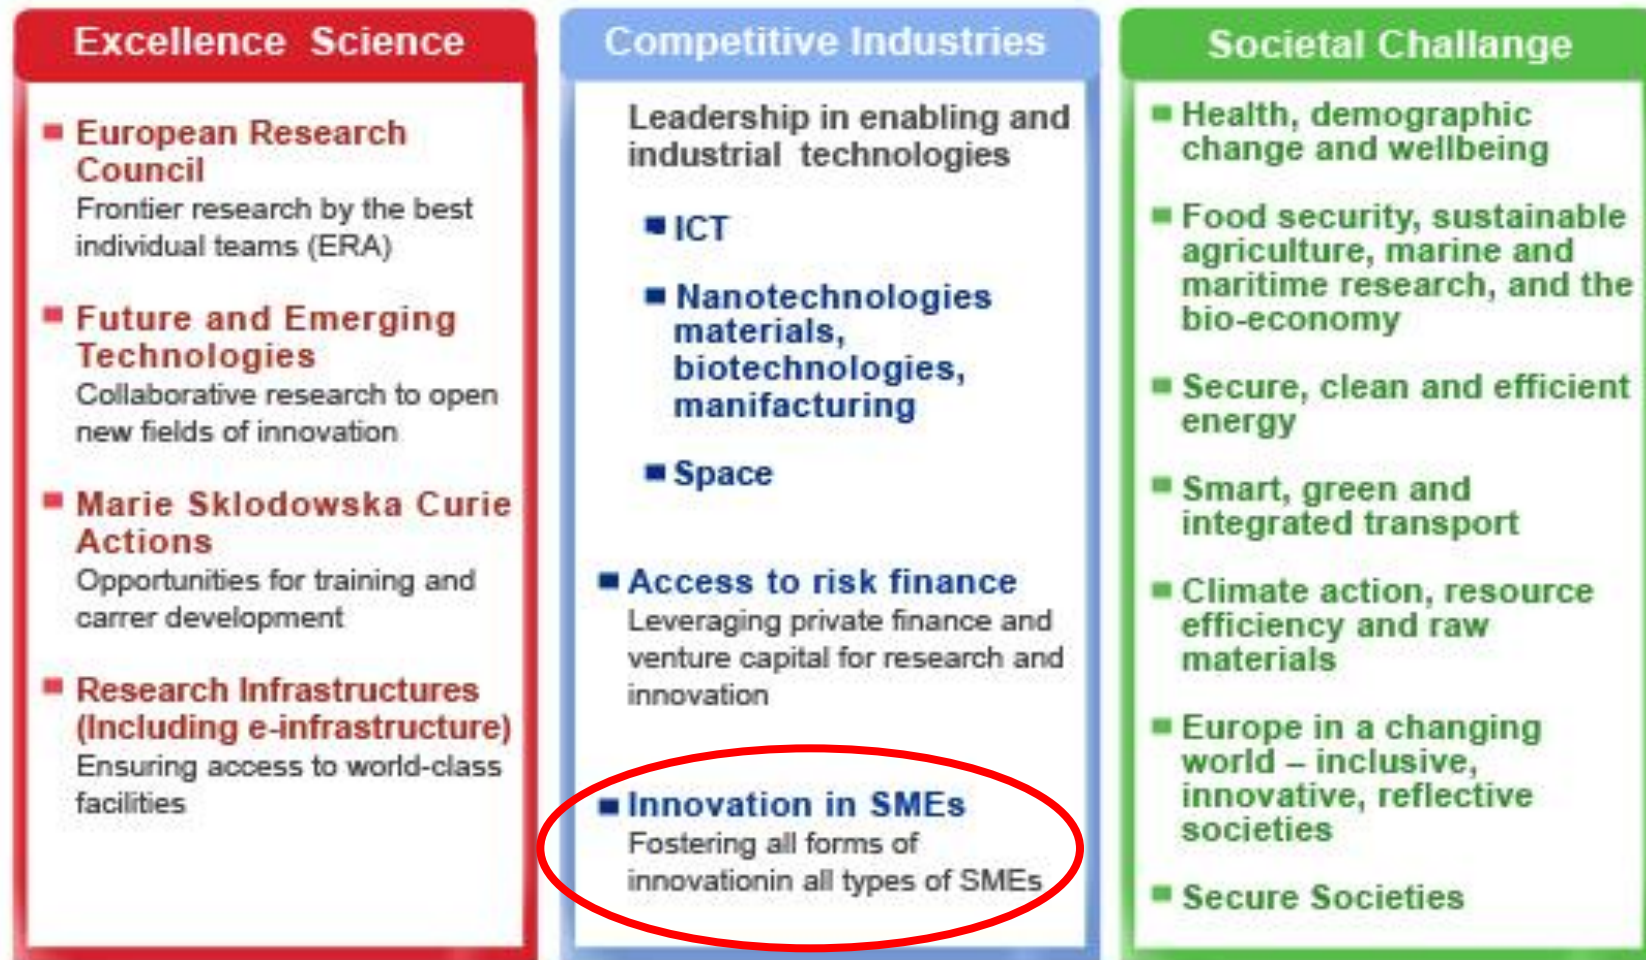 Excellence Science
European Research
Council
Frontier research by the best
individual teams (ERA)
Future and Emerging
Technologies
Collaborative research to open
new fields of innovation
Marie Sklodowska Curie
Actions
Opportunities for training and
carrer development
Research Infrastructures
(Including e-infrastructure)
Ensuring access to world-class
facilities
Competitive Industries
Leadership in enabling and
industrial technologies
ICT
Nanotechnologies
materials,
biotechnologies,
manifacturing
Space
Access to risk finance
Leveraging private finance and
venture capital for research and
innovation
Innovation in SMEs
Fostering all forms of
innovationin all types of SMEs
Societal Challange
Health, demographic
change and wellbeing
Food security, sustainable
agriculture, marine and
maritime research, and the
bio-economy
Secure, clean and efficient
energy
Smart, green and
integrated transport
Climate action, resource
efficiency and raw
materials
Europe in a changing
world – inclusive,
innovative, reflective
societies
Secure Societies